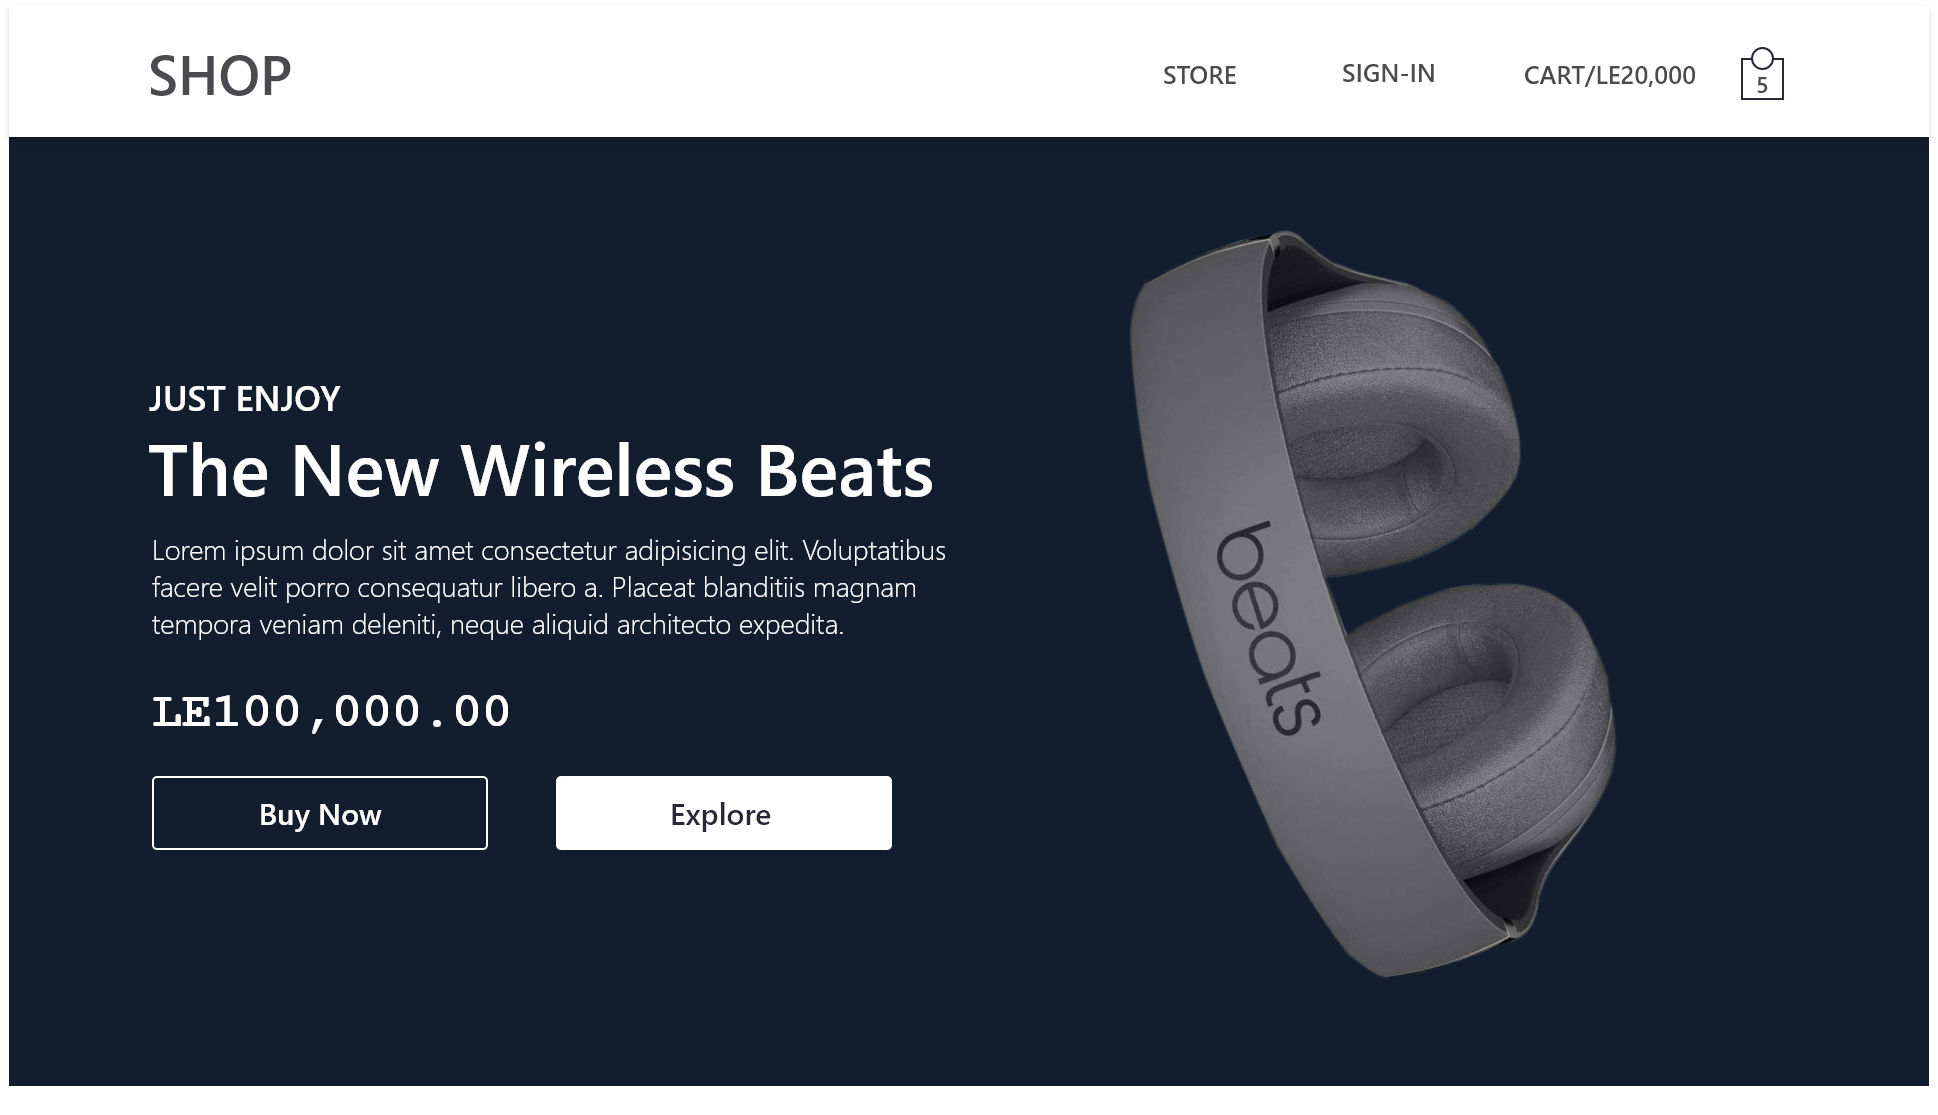 SHOP
STORE
SIGN-IN
CART/LE20,000
5
JUST ENJOY
The New Wireless Beats
Lorem ipsum dolor sit amet consectetur adipisicing elit. Voluptatibus
facere velit porro consequatur libero a. Placeat blanditiis magnam
tempora veniam deleniti, neque aliquid architecto expedita.
LE100,000.00
Buy Now
Explore
beats